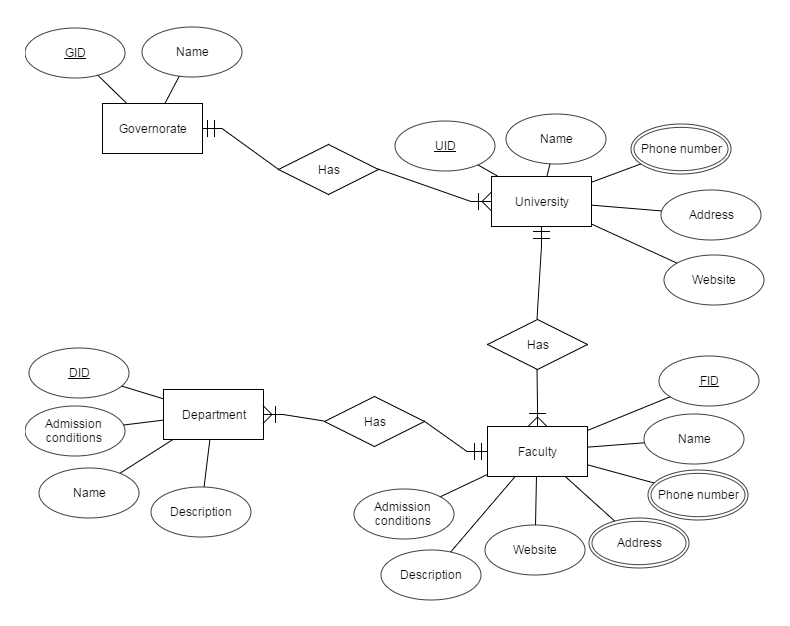 GID
Name
Governorate
Has
UID
Name
Phone number
University
Address
Website
Has
DID
Department
Admission
conditions
Name
Description
Has
FID
Name
Phone number
Faculty
Admission
conditions
Description
Website
Address